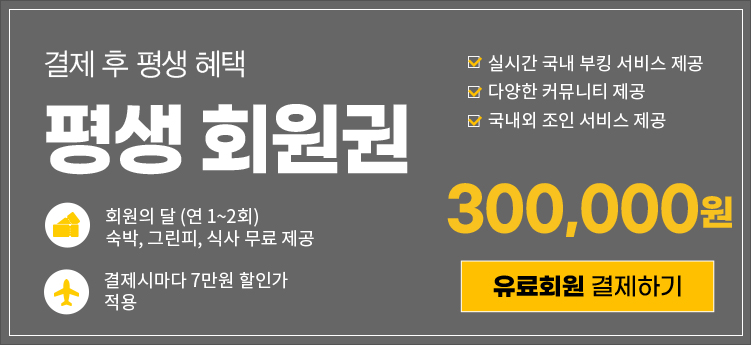 결제 후 평생 혜택
평생 회원권
회원의 달 (연 1~2회)
숙박, 그린피, 식사 무료 제공
결제시마다 7만원 할인가
적용
실시간 국내 부킹 서비스 제공
다양한 커뮤니티 제공
국내외 조인 서비스 제공
300,000원
유료회원 결제하기